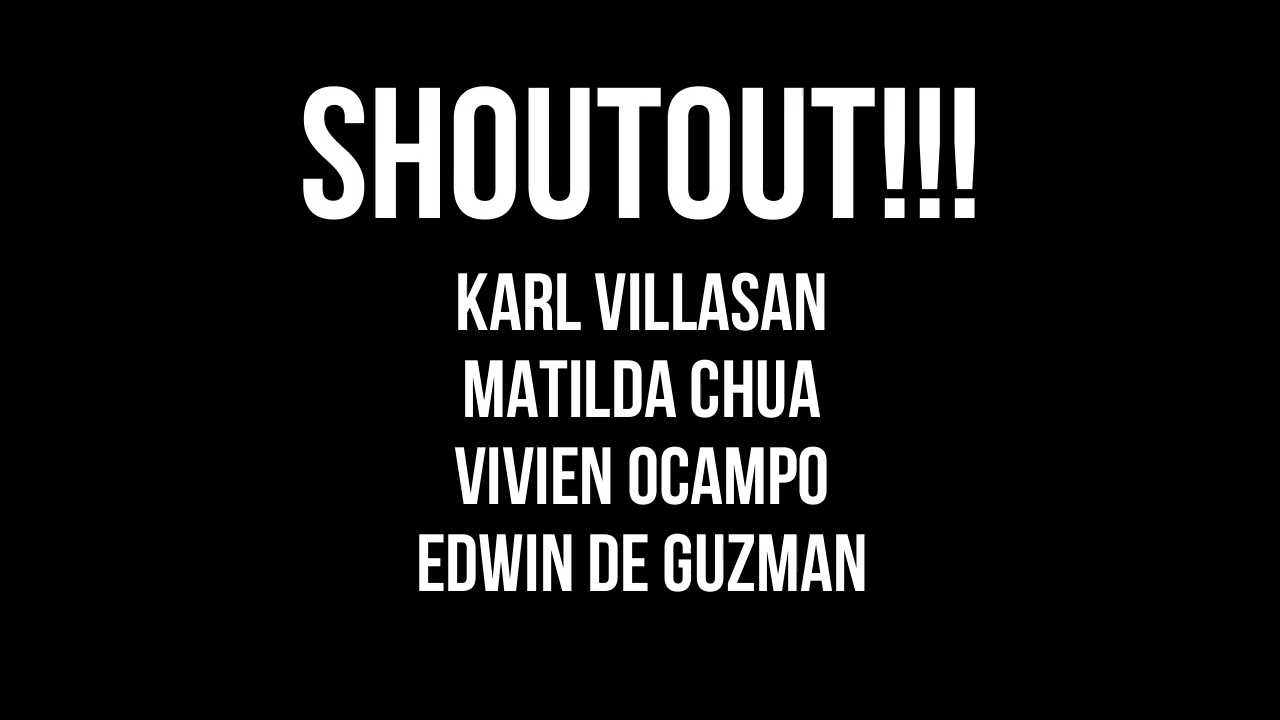 SHOUTOUT!!!
KARL VILLASAN
MATILDA CHUA
VIVIEN OCAMPO
EDWIN DE GUZMAN